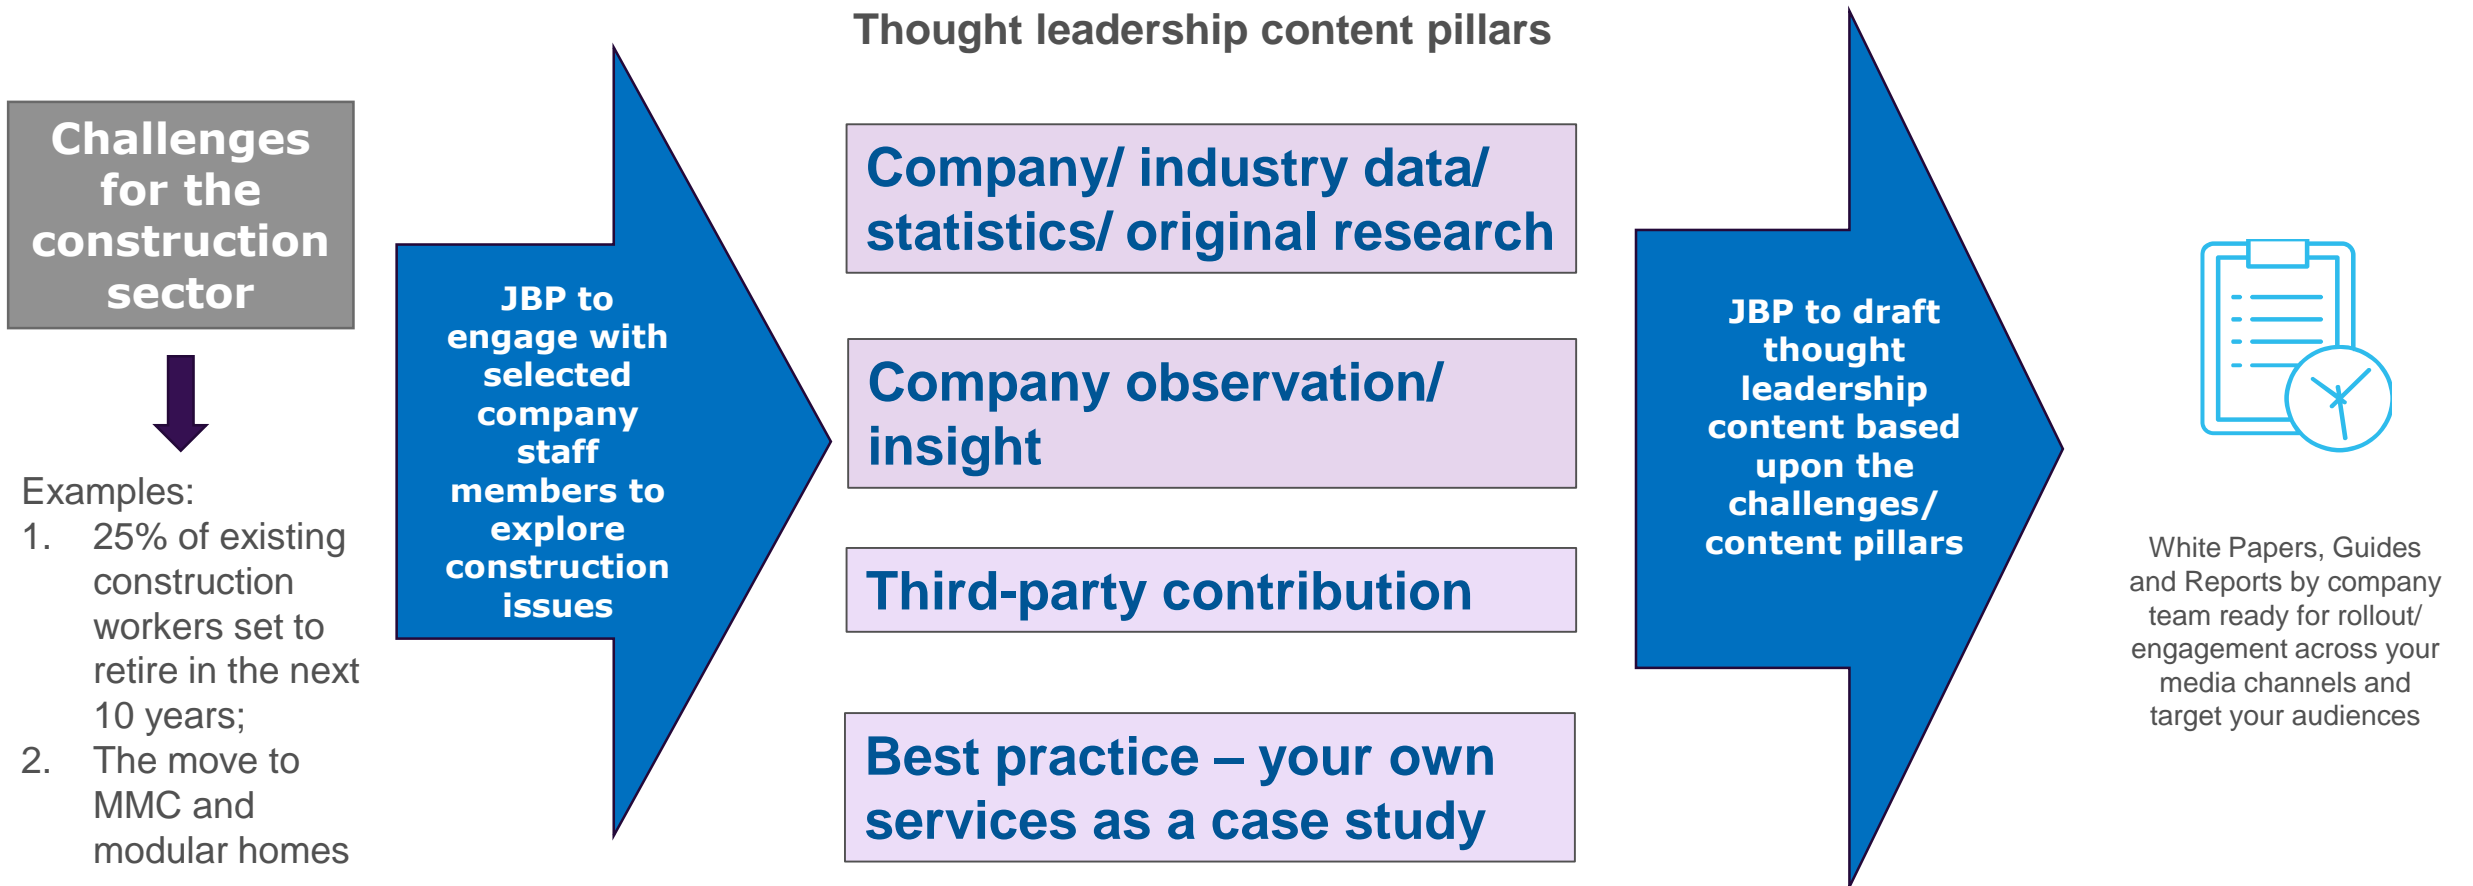 Thought leadership content pillars
Challenges
for the
construction
sector
Examples:
1. 25% of existing
construction
workers set to
retire in the next
10 years;
2. The move to
MMC and
modular homes
JBP to
engage with
selected
company
staff
members to
explore
construction
issues
Company/ industry data/
statistics/ original research
Company observation/
insight
Third-party contribution
Best practice – your own
services as a case study
JBP to draft
thought
leadership
content based
upon the
challenges/
content pillars
White Papers, Guides
and Reports by company
team ready for rollout/
engagement across your
media channels and
target your audiences